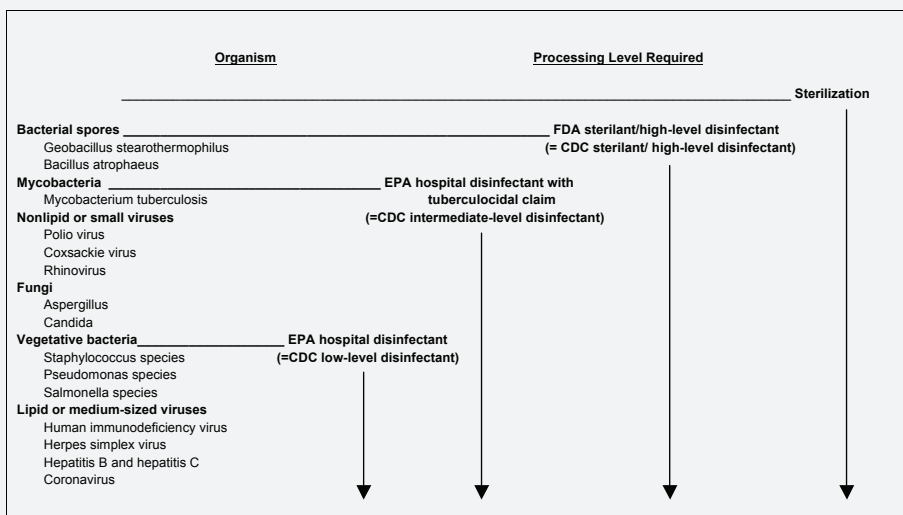 Organism Processing Level Required
Sterilization
Bacterial spores FDA sterilant/high-level disinfectant
Geobacillus stearothermophilus (= CDC sterilant/ high-level disinfectant)
Bacillus atrophaeus
Mycobacteria EPA hospital disinfectant with
Mycobacterium tuberculosis tuberculocidal claim
Nonlipid or small viruses (=CDC intermediate-level disinfectant)
Polio virus
Coxsackie virus
Rhinovirus
Fungi
Aspergillus
Candida
Vegetative bacteria EPA hospital disinfectant
Staphylococcus species (=CDC low-level disinfectant)
Pseudomonas species
Salmonella species
Lipid or medium-sized viruses
Human immunodeficiency virus
Herpes simplex virus
Hepatitis B and hepatitis C
Coronavirus